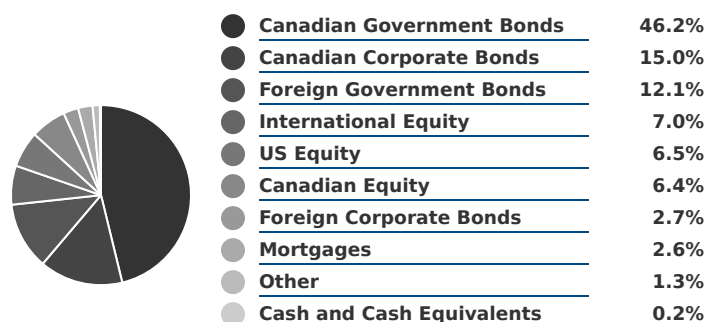 Canadian Government Bonds 46.2%
Canadian Corporate Bonds 15.0%
Foreign Government Bonds 12.1%
International Equity 7.0%
US Equity 6.5%
Canadian Equity 6.4%
Foreign Corporate Bonds 2.7%
Mortgages 2.6%
Other 1.3%
Cash and Cash Equivalents 0.2%